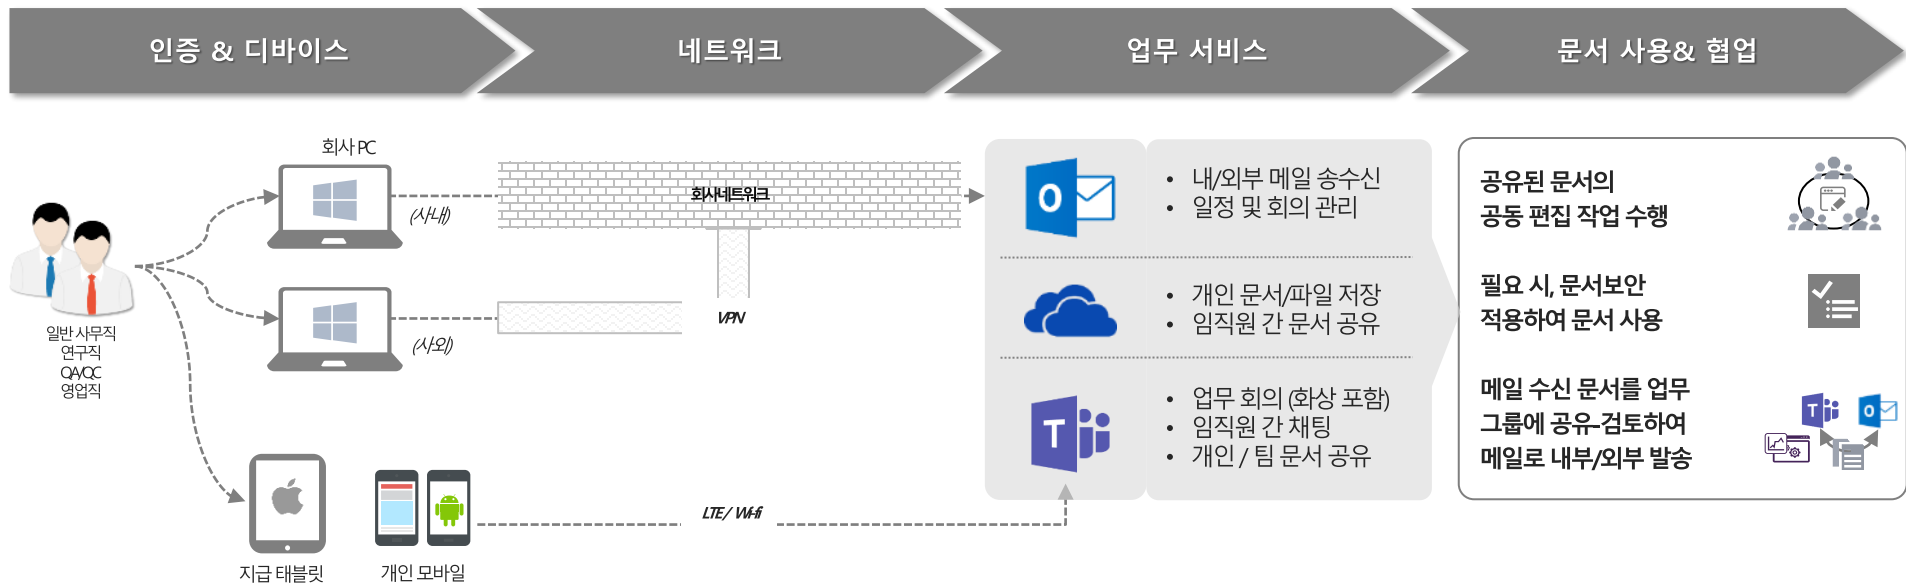 인증 & 디바이스
네트워크
업무 서비스
문서 사용& 협업
회사 PC
(사내)
(사외)
일반 사무직
연구직
QA/QC
영업직
지급 태블릿
개인 모바일
회사네트워크
VPN
LTE / Wi-fi
O
• 내/외부 메일 송수신
• 일정 및 회의 관리
• 개인 문서/파일 저장
• 임직원 간 문서 공유
T
• 업무 회의 (화상 포함)
• 임직원 간 채팅
• 개인 / 팀 문서 공유
공유된 문서의
공동 편집 작업 수행
필요 시, 문서보안
적용하여 문서 사용
메일 수신 문서를 업무
그룹에 공유-검토하여
메일로 내부/외부 발송
T
O